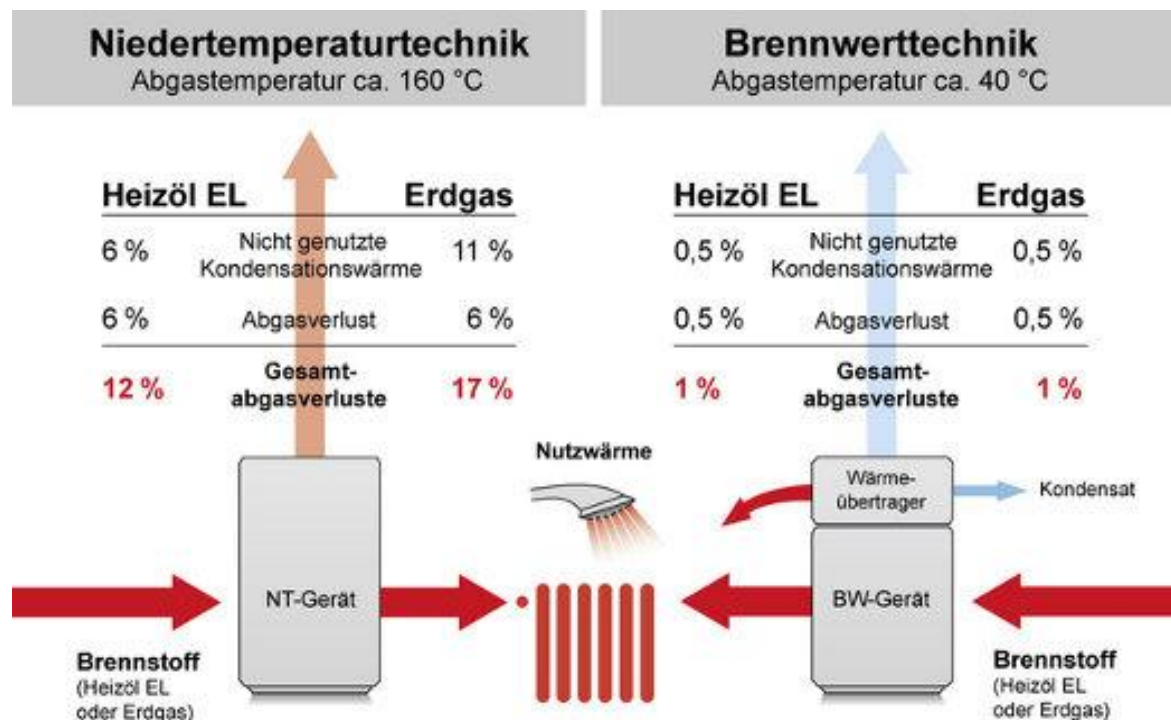 Niedertemperaturtechnik
Abgastemperatur ca. 160 °C
Heizöl EL Erdgas
6 % Nicht genutzte Kondensationswärme 11 %
6 % Abgasverlust 6 %
12 % Gesamt-abgasverluste 17 %
NT-Gerät
Brennstoff
(Heizöl EL
oder Erdgas)
Nutzwärme
Brennwerttechnik
Abgastemperatur ca. 40 °C
Heizöl EL Erdgas
0,5 % Nicht genutzte Kondensationswärme 0,5 %
0,5 % Abgasverlust 0,5 %
1 % Gesamt-abgasverluste 1 %
Wärme-
übertrager
Kondensat
BW-Gerät
Brennstoff
(Heizöl EL
oder Erdgas)